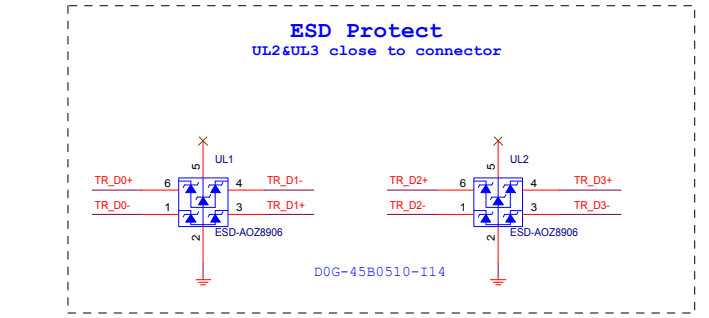 ESD Protect
UL2&UL3 close to connector
5 UL1
TR_D0+ 6 4 TR_D1-
TR_D0- 1 3 TR_D1+
2 ESD-AOZ8906
5 UL2
TR_D2+ 6 4 TR_D3+
TR_D2- 1 3 TR_D3-
2 ESD-AOZ8906
D0G-45B0510-I14